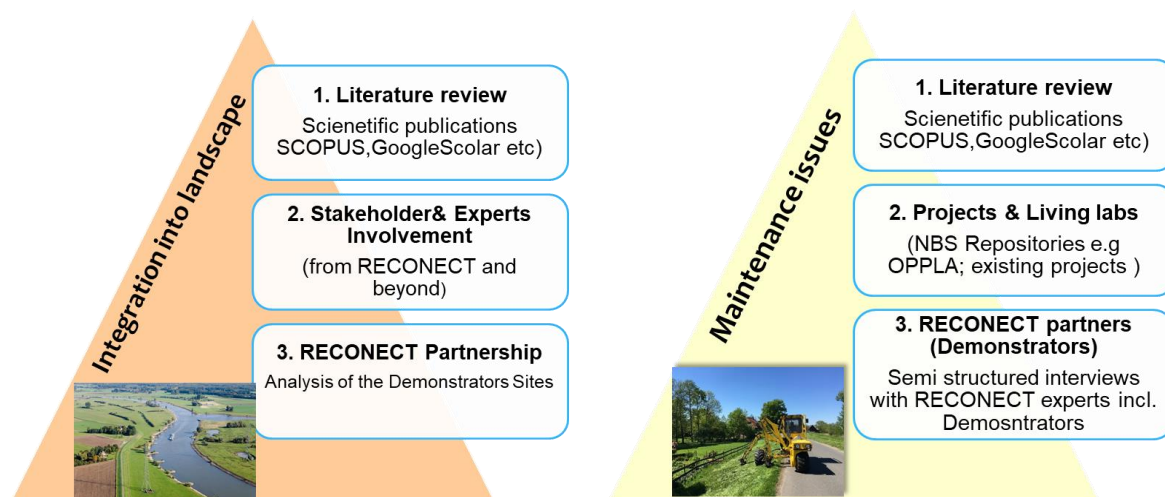 Integration into landscape
1. Literature review
Scienetific publications
SCOPUS,GoogleScolar etc)
2. Stakeholder& Experts
Involvement
(from RECONECT and
beyond)
3. RECONECT Partnership
Analysis of the Demonstrators Sites
Maintenance issues
1. Literature review
Scienetific publications
SCOPUS,GoogleScolar etc)
2. Projects & Living labs
(NBS Repositories e.g
OPPLA; existing projects )
3. RECONECT partners
(Demonstrators)
Semi structured interviews
with RECONECT experts incl.
Demosntrators